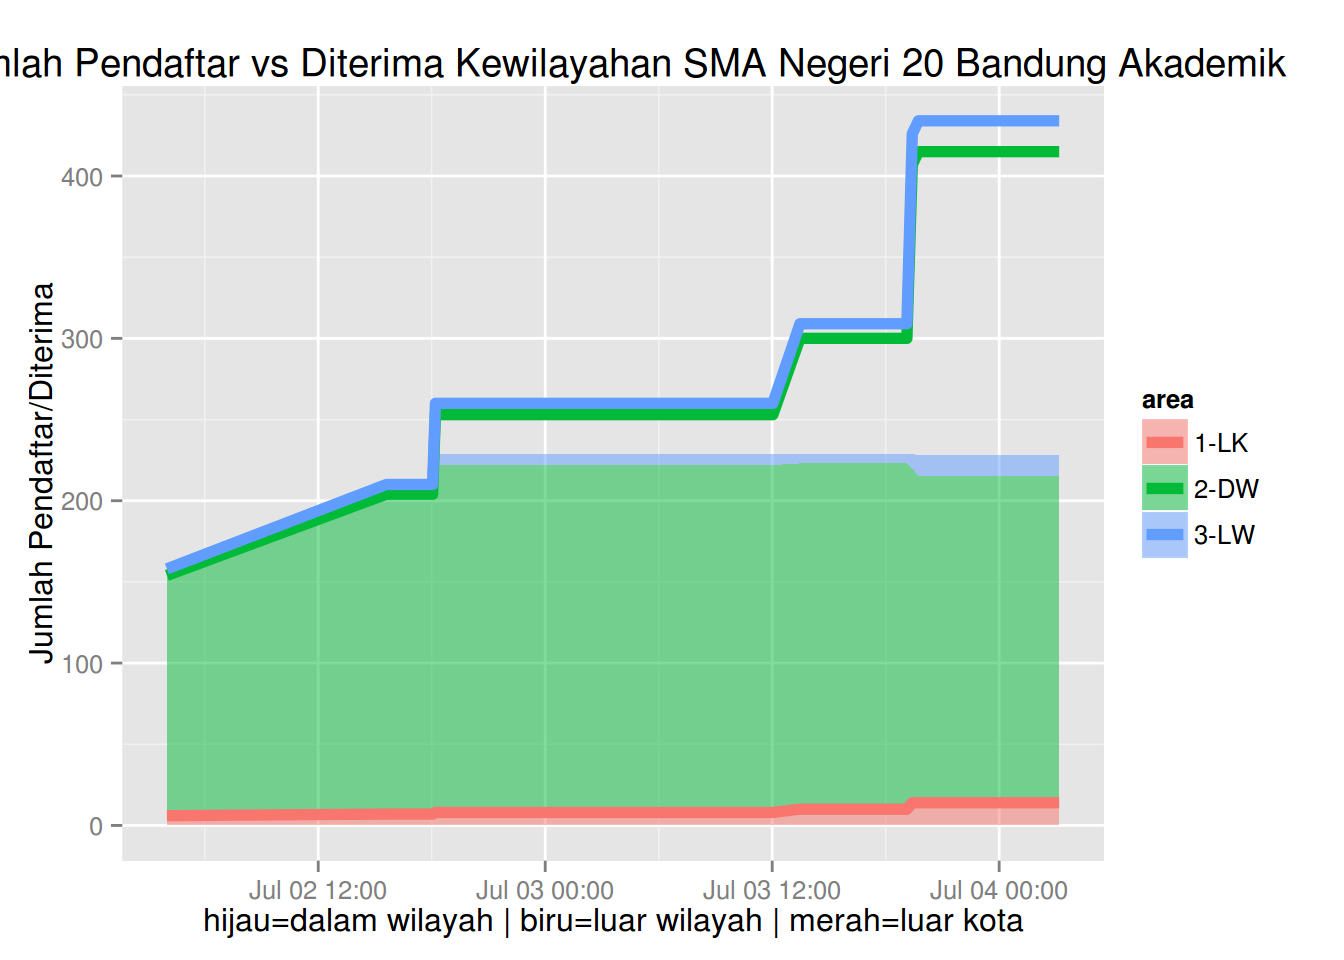 Pendaftar vs Diterima Kewilayahan SMA Negeri 20 Bandung Akademik
Jumlah Pendaftar/Diterima
400
300
200
100
0
Jul 02 12:00 Jul 03 00:00 Jul 03 12:00 Jul 04 00:00
hijau=dalam wilayah | biru=luar wilayah | merah=luar kota
area
1-LK
2-DW
3-LW